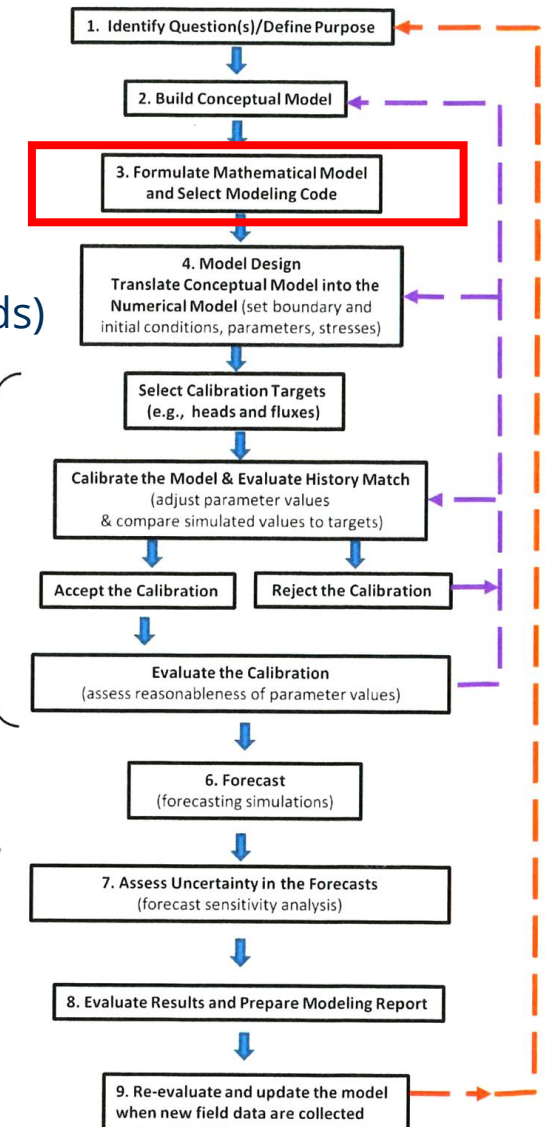 1. Identify Question(s)/Define Purpose
2. Build Conceptual Model
3. Formulate Mathematical Model
and Select Modeling Code
4. Model Design
Translate Conceptual Model into the
Numerical Model (set boundary and
initial conditions, parameters, stresses)
ds)
Select Calibration Targets
(e.g., heads and fluxes)
Calibrate the Model & Evaluate History Match
(adjust parameter values
& compare simulated values to targets)
Accept the Calibration
Reject the Calibration
Evaluate the Calibration
(assess reasonableness of parameter values)
6. Forecast
(forecasting simulations)
7. Assess Uncertainty in the Forecasts
(forecast sensitivity analysis)
8. Evaluate Results and Prepare Modeling Report
9. Re-evaluate and update the model
when new field data are collected